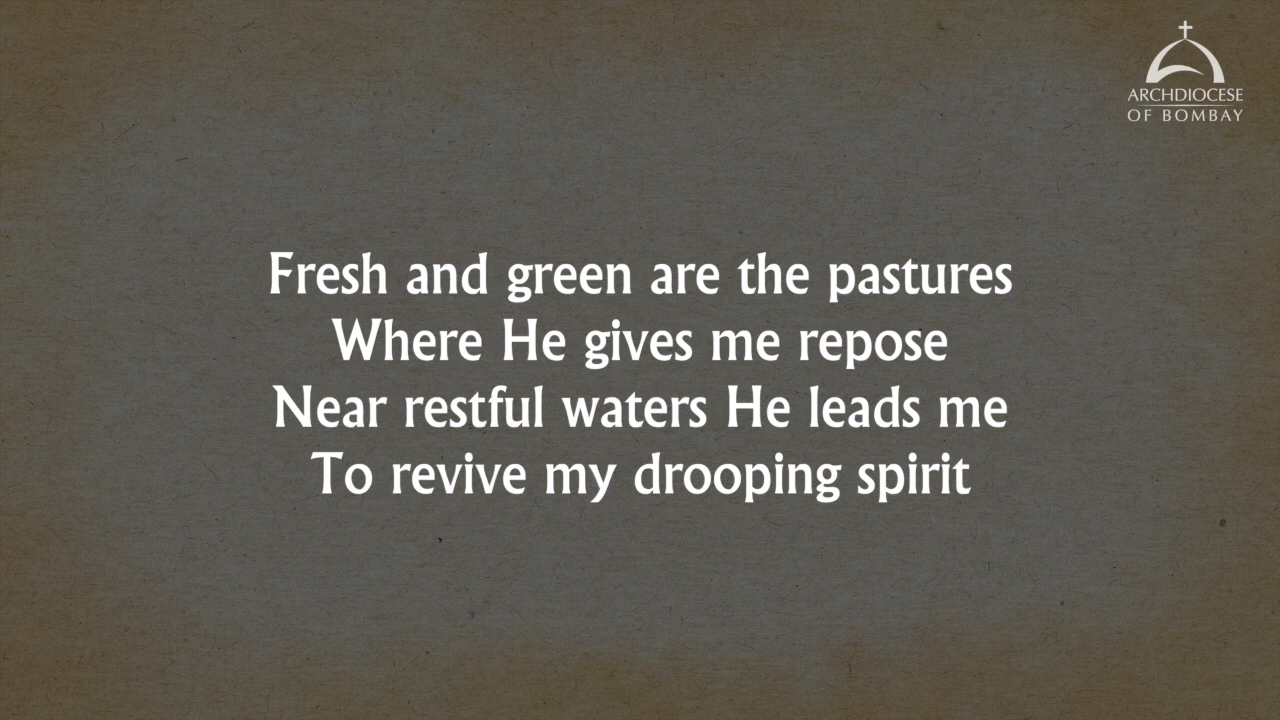 ARCHDIOCESE
OF BOMBAY
Fresh and green are the pastures
Where He gives me repose
Near restful waters He leads me
To revive my drooping spirit